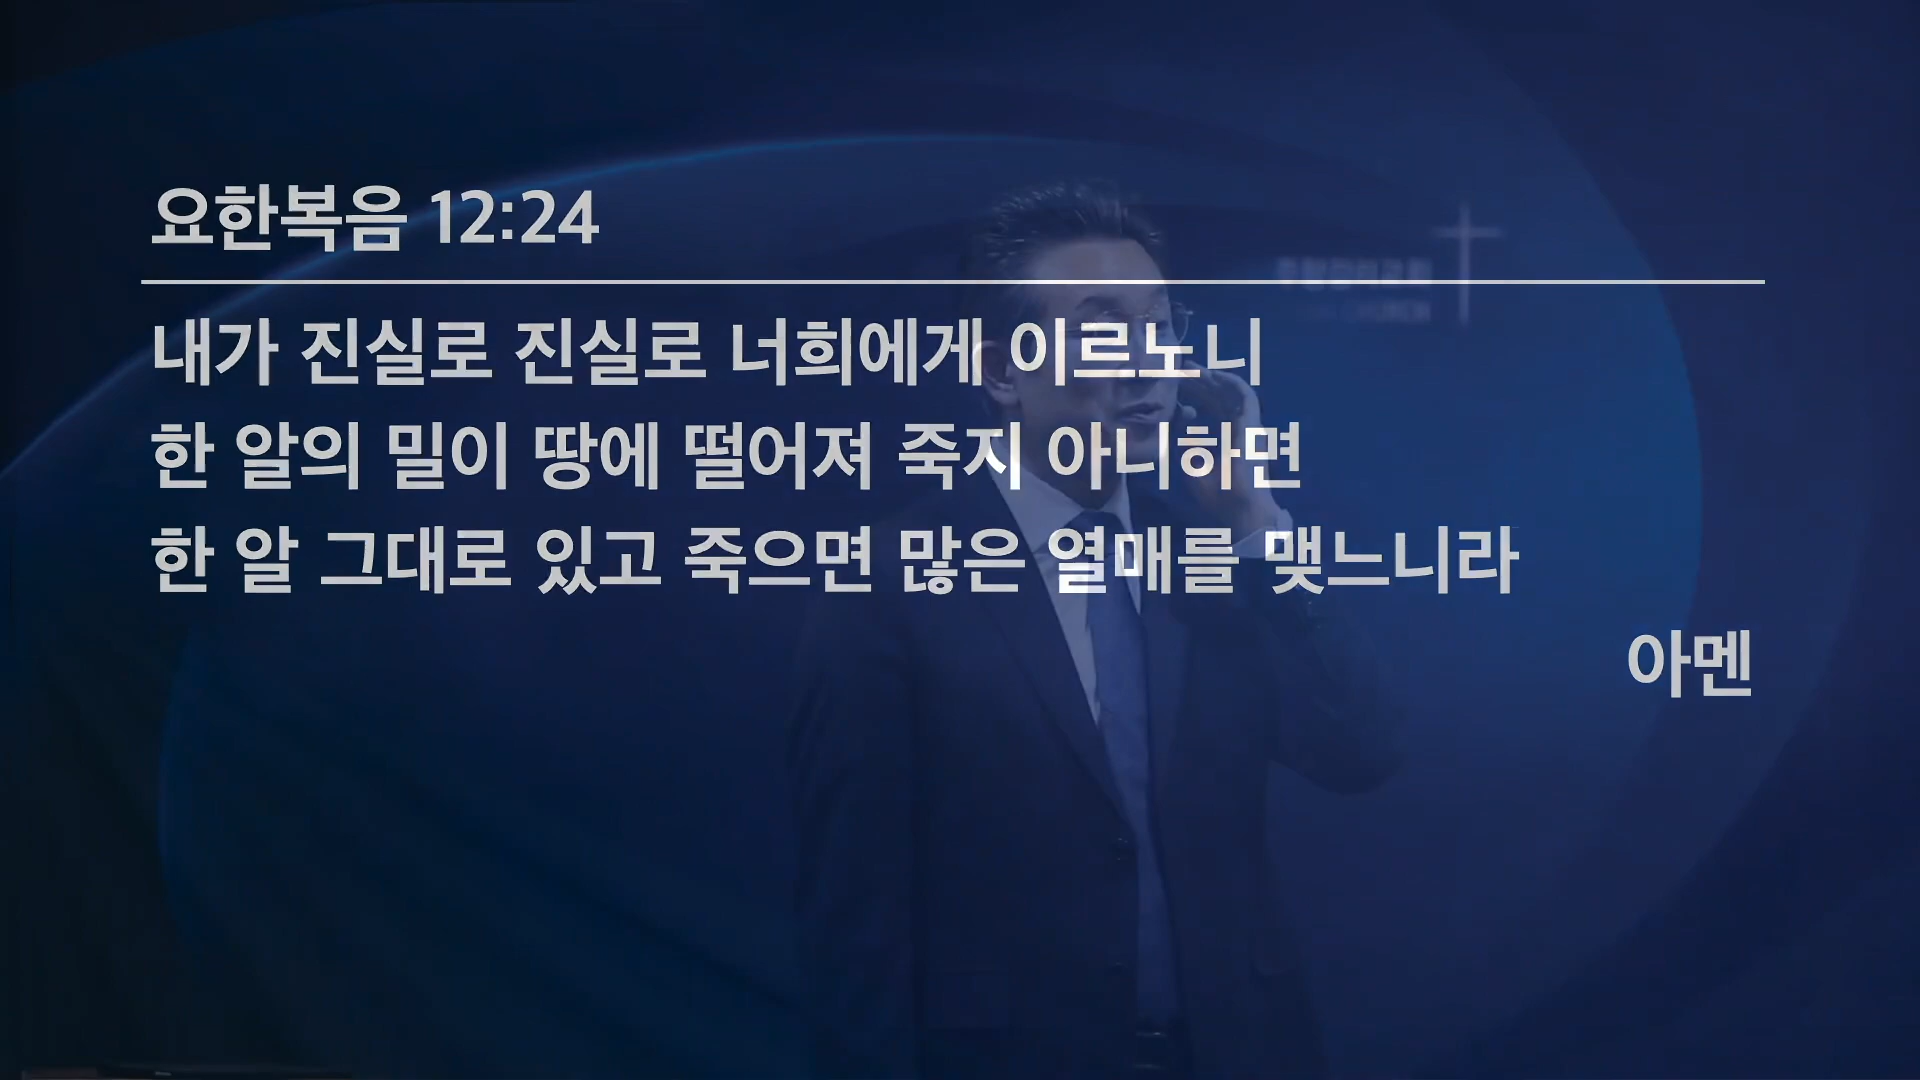 요한복음 12:24
내가 진실로 진실로 너희에게 이르노니
한 알의 밀이 땅에 떨어져 죽지 아니하면
한 알 그대로 있고 죽으면 많은 열매를 맺느니라
아멘